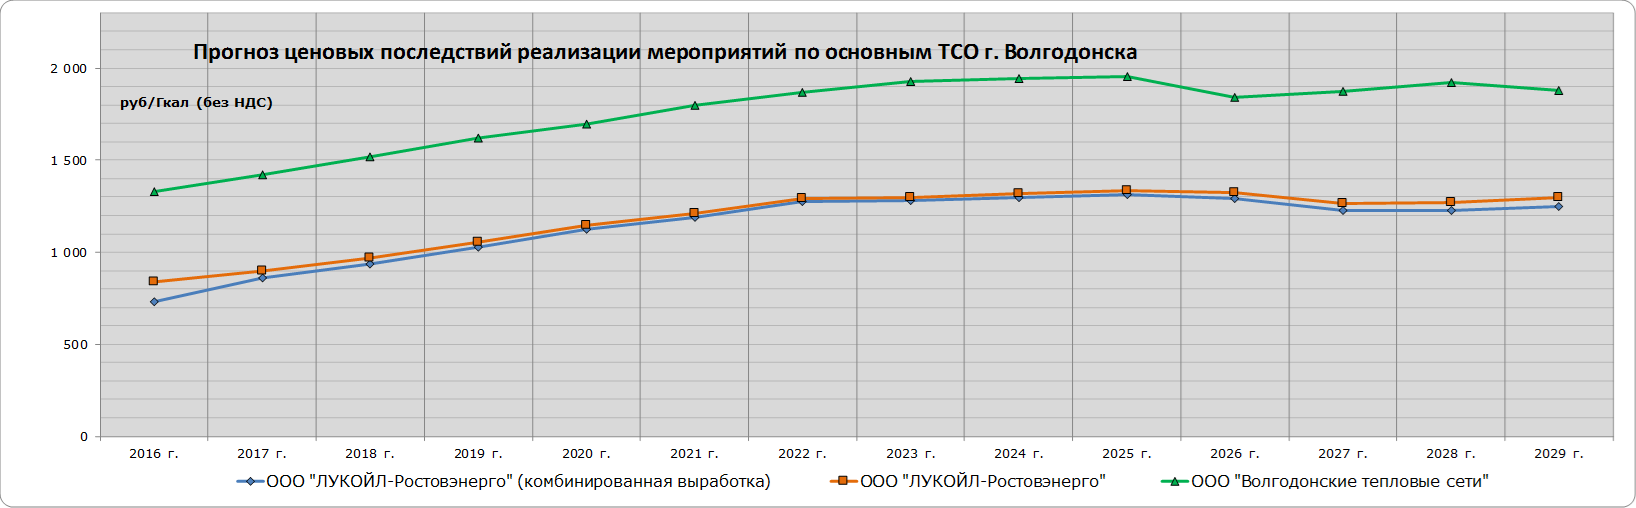 Прогноз ценовых последствий реализации мероприятий по основным ТСО г. Волгодонска
2 000
руб/Гкал (без НДС)
1 500
1 000
500
0
2016 г. 2017 г. 2018 г. 2019 г. 2020 г. 2021 г. 2022 г. 2023 г. 2024 г. 2025 г. 2026 г. 2027 г. 2028 г. 2029 г.
ООО "ЛУКОЙЛ-Ростовэнерго" (комбинированная выработка) ООО "ЛУКОЙЛ-Ростовэнерго" ООО "Волгодонские тепловые сети"